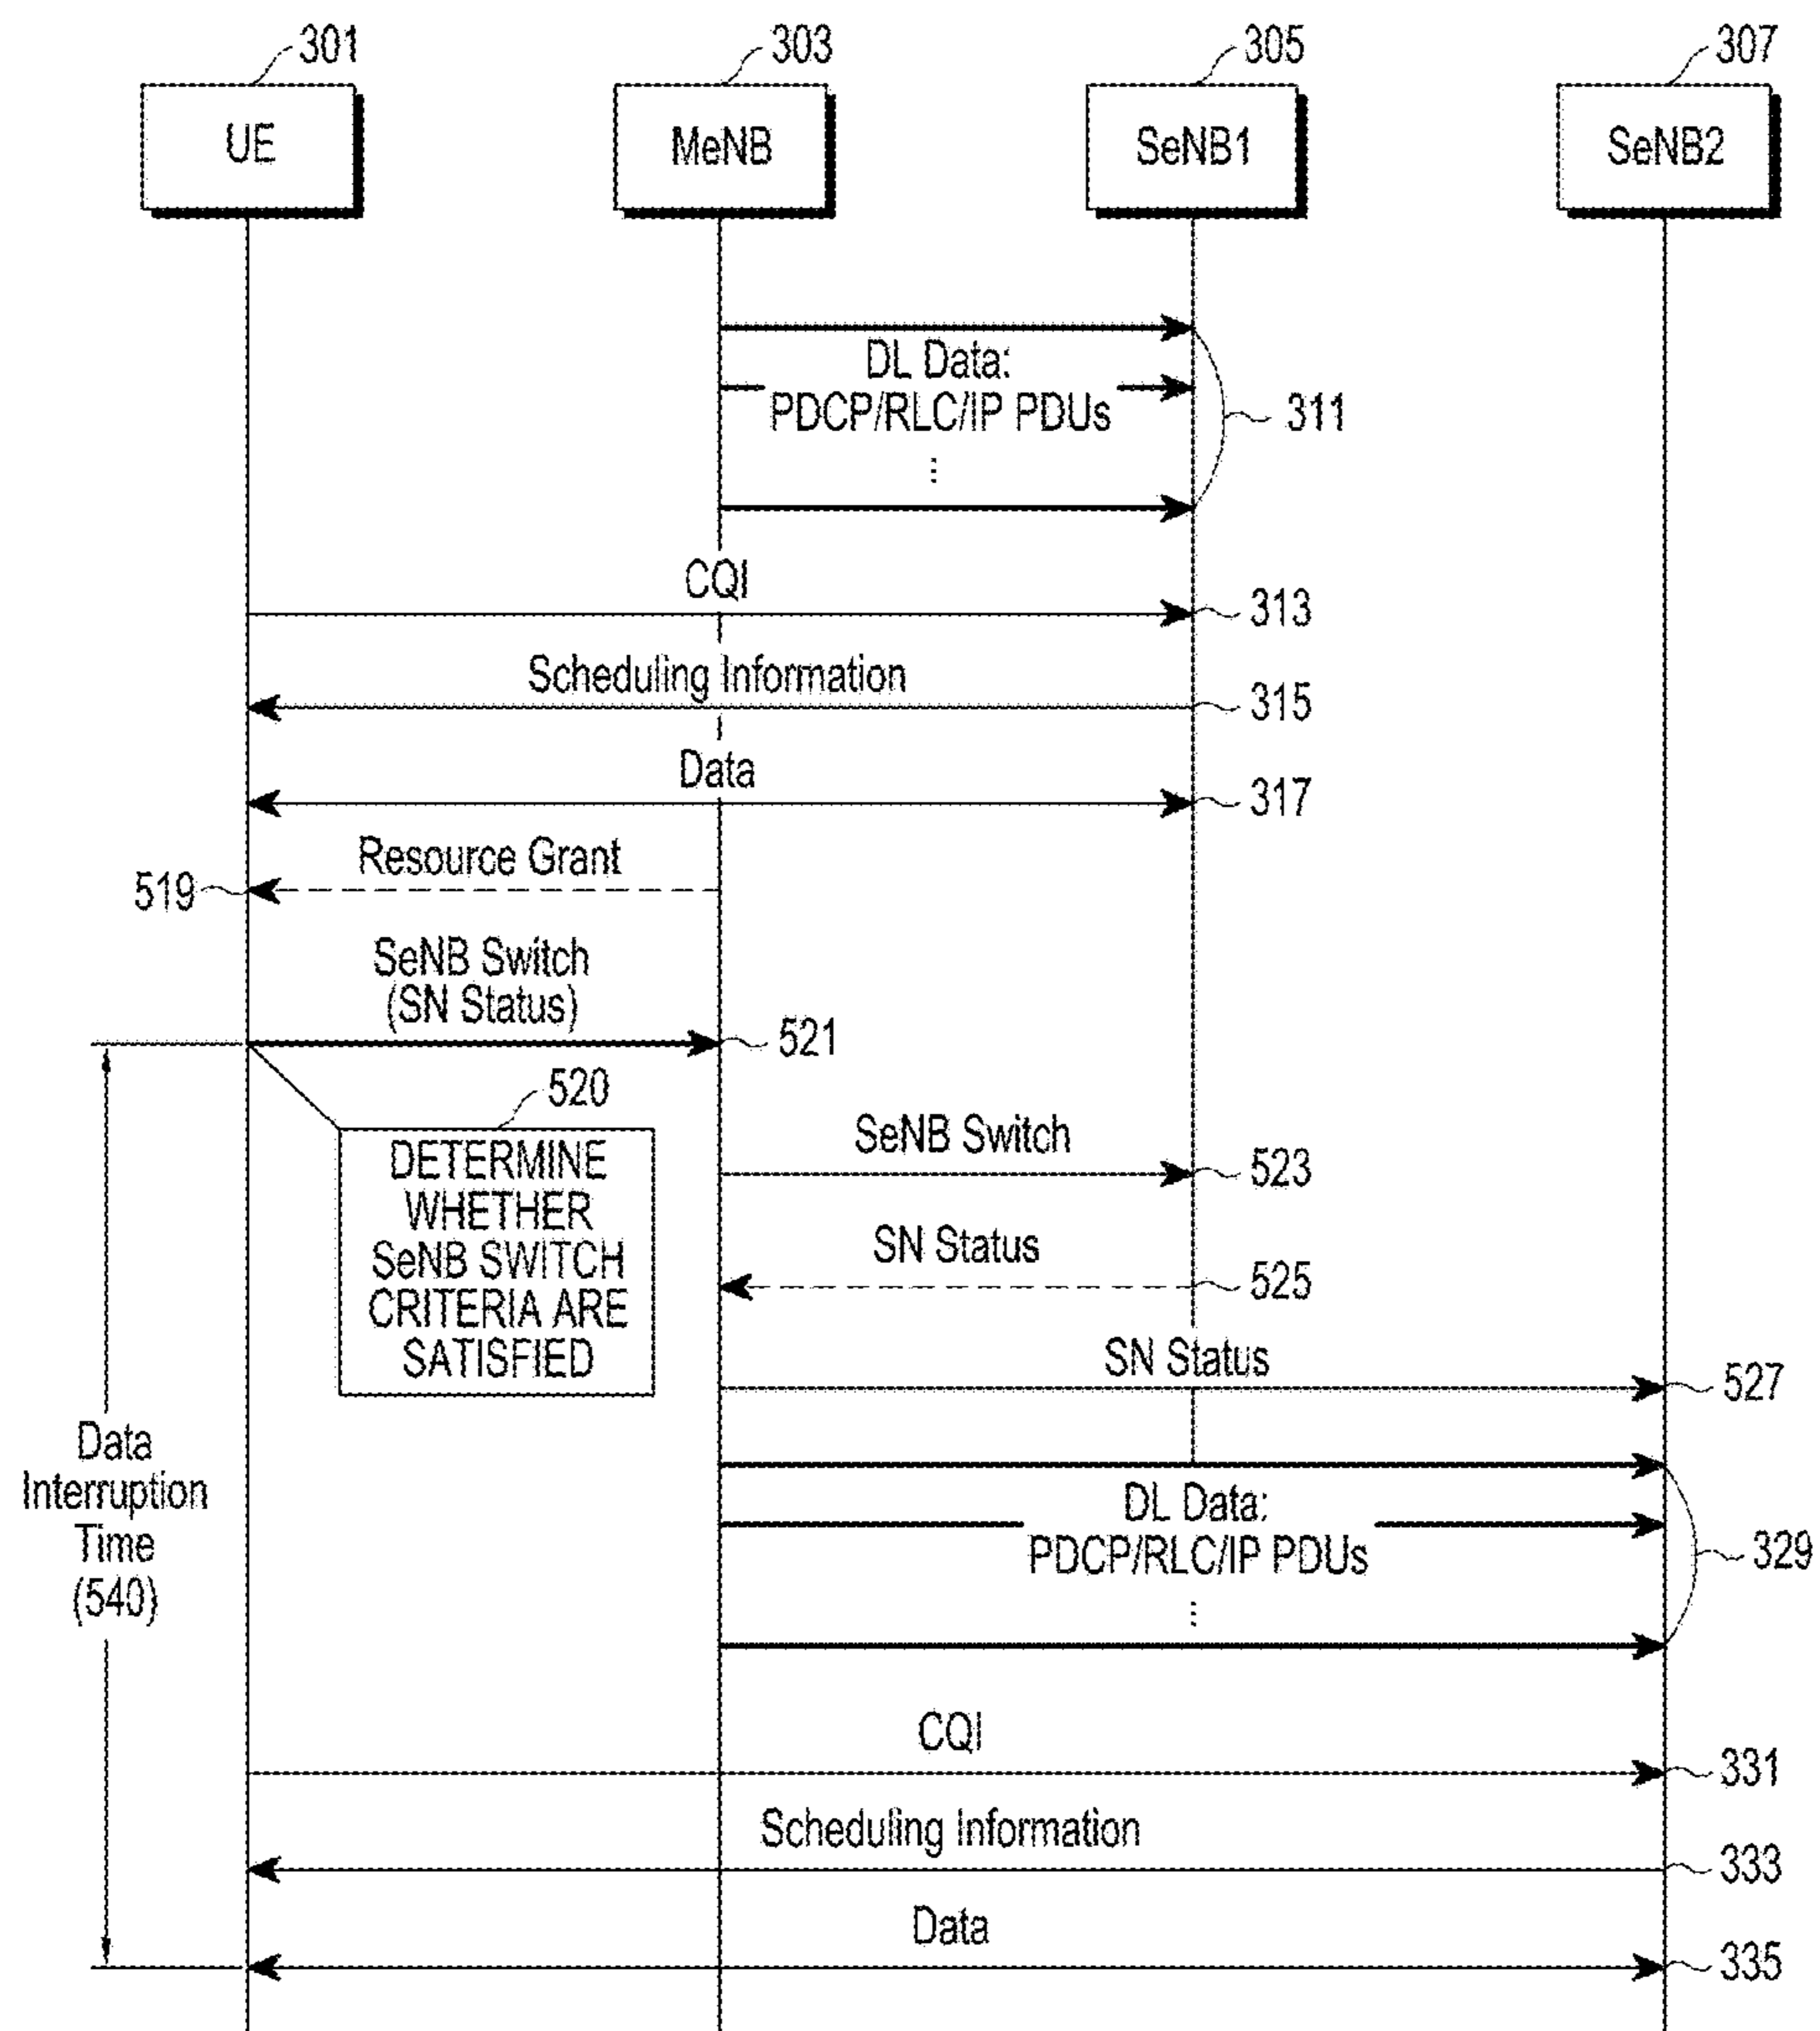 301
303
305
307
UE
MeNB
SeNB1
SeNB2
DL Data:
PDCP/RLC/IP PDUs
...
311
CQI
313
Scheduling Information
315
Data
317
Resource Grant
519
SeNB Switch
(SN Status)
521
520
DETERMINE
WHETHER
SeNB SWITCH
CRITERIA ARE
SATISFIED
SeNB Switch
523
SN Status
525
SN Status
527
Data
Interruption
Time
(540)
DL Data:
PDCP/RLC/IP PDUs
...
329
CQI
331
Scheduling Information
333
Data
335